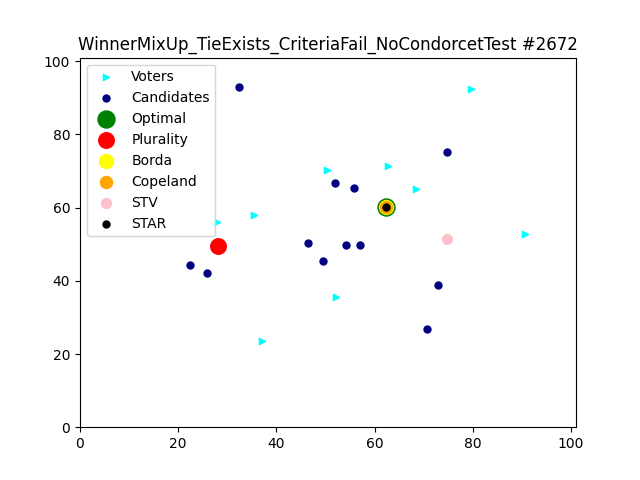 WinnerMixUp_TieExists_CriteriaFail_NoCondorcetTest #2672
100
80
60
40
20
0
Voters
Candidates
Optimal
Plurality
Borda
Copeland
STV
STAR
0 20 40 60 80 100